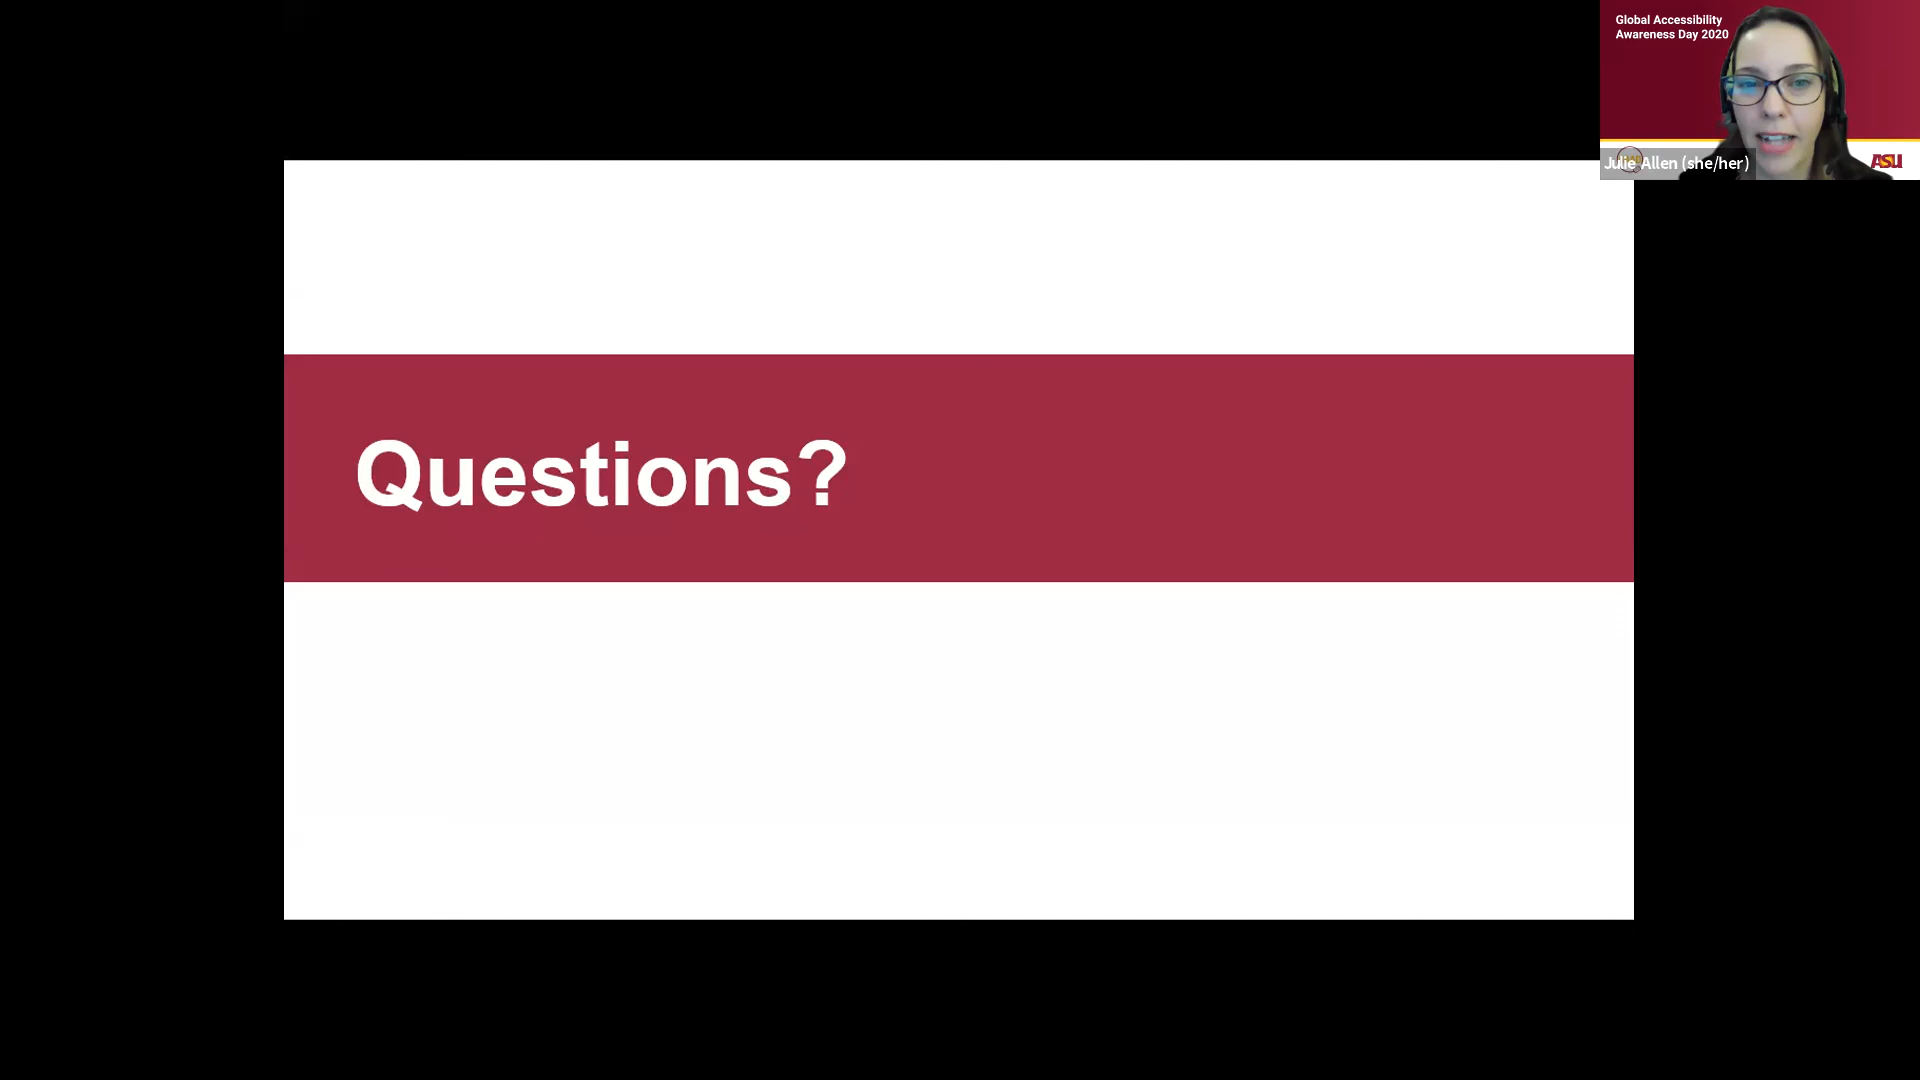 Global Accessibility
Awareness Day 2020
Julie Allen (she/her)
ASU
Questions?